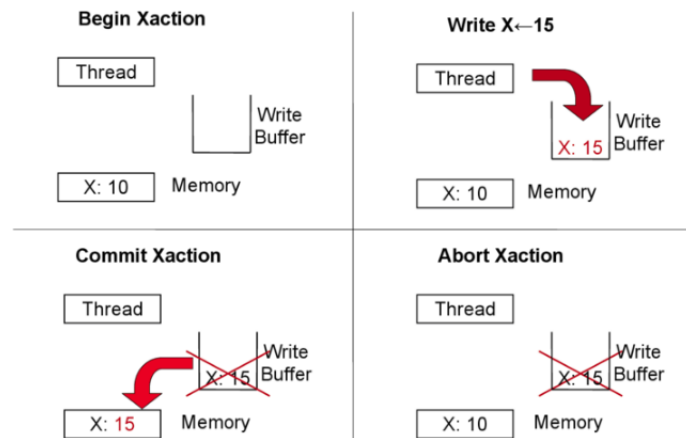 Begin Xaction
Thread
Write
Buffer
X: 10 Memory
Write X←15
Thread
Write
X: 15 Buffer
X: 10 Memory
Commit Xaction
Thread
Write
X: 15 Buffer
X: 15 Memory
Abort Xaction
Thread
Write
X: 15 Buffer
X: 10 Memory